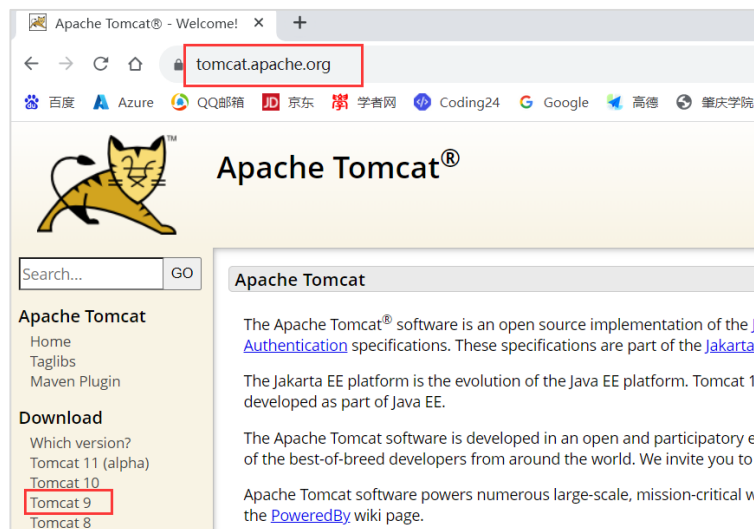 Apache Tomcat® - Welcome!
tomcat.apache.org
百度 Azure QQ邮箱 JD 京东 学者网 Coding24 G Google 高德 肇庆学院
TM
Apache Tomcat®
Search... GO
Apache Tomcat
Home
Taglibs
Maven Plugin
Download
Which version?
Tomcat 11 (alpha)
Tomcat 10
Tomcat 9
Tomcat 8
Apache Tomcat
The Apache Tomcat® software is an open source implementation of the
Authentication specifications. These specifications are part of the Jakarta
The Jakarta EE platform is the evolution of the Java EE platform. Tomcat 1
developed as part of Java EE.
The Apache Tomcat software is developed in an open and participatory e
of the best-of-breed developers from around the world. We invite you to
Apache Tomcat software powers numerous large-scale, mission-critical w
the PoweredBy wiki page.